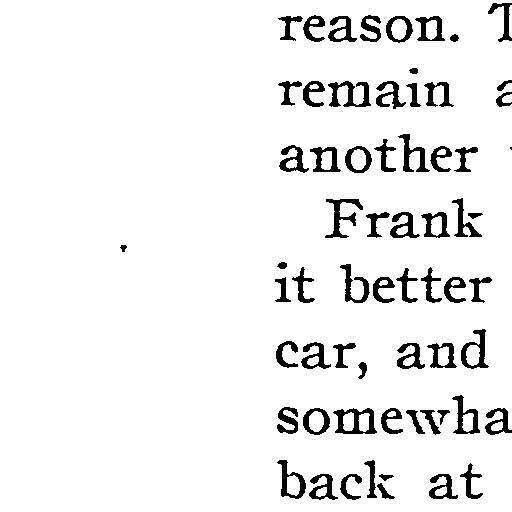 reason.
remain
another
Frank
it better
car, and
somewha
back at